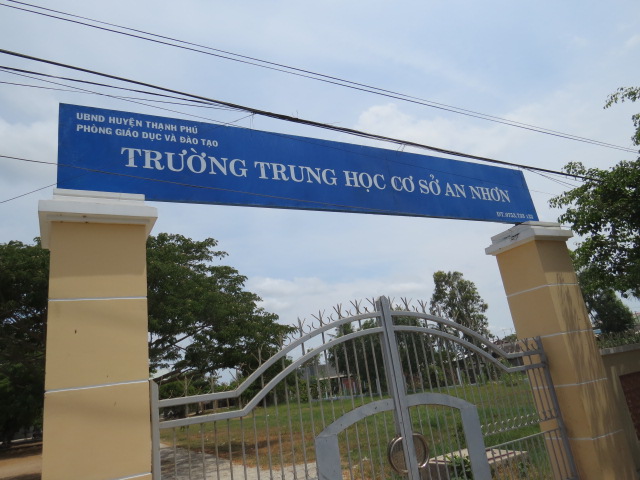 UBND HUYỆN THẠNH PHÚ
PHÒNG GIÁO DỤC VÀ ĐÀO TẠO
TRƯỜNG TRUNG HỌC CƠ SỞ AN NHƠN